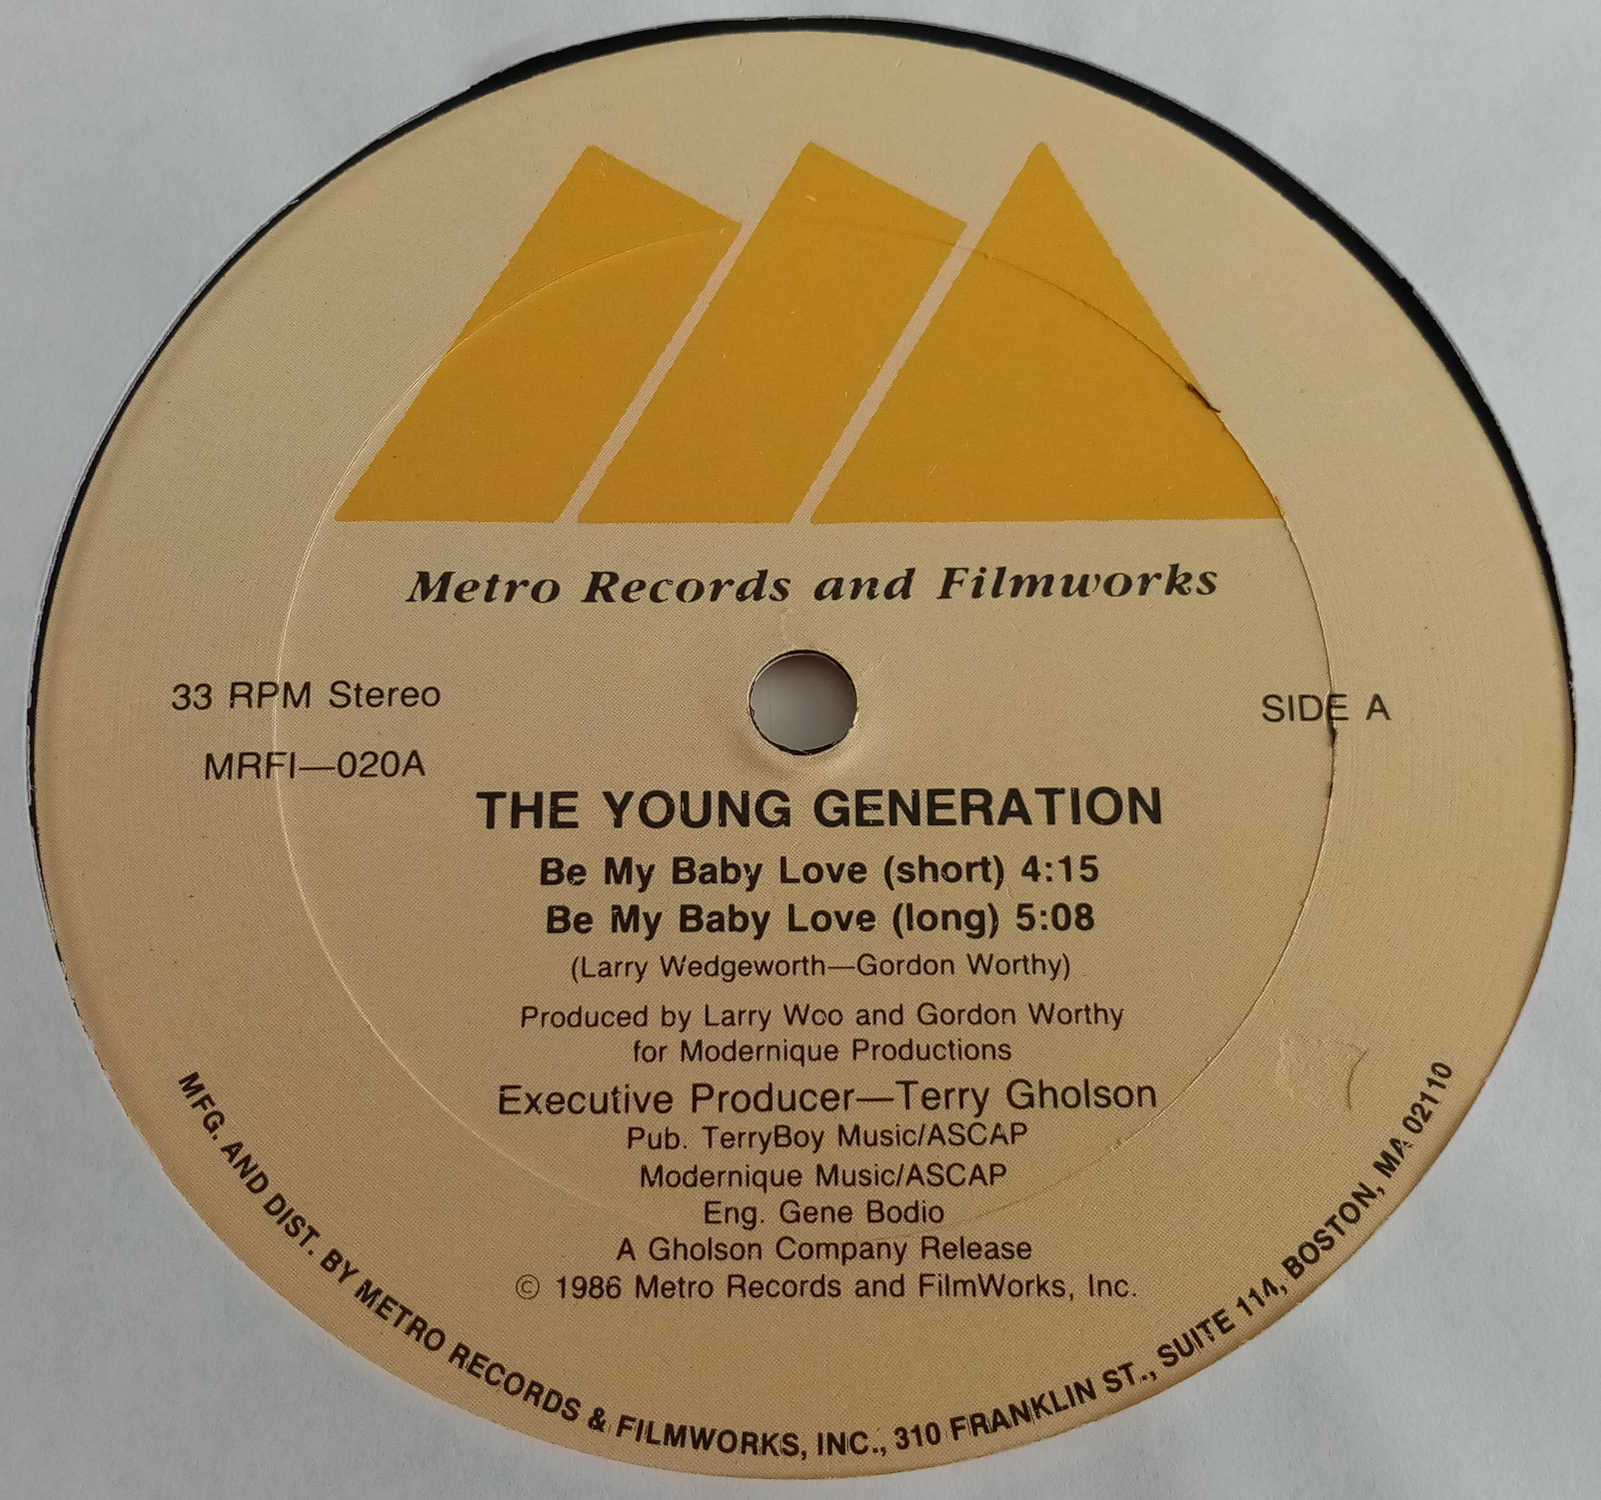 Metro Records and Filmworks
33 RPM Stereo
SIDE A
MRFI—020A
THE YOUNG GENERATION
Be My Baby Love (short) 4:15
Be My Baby Love (long) 5:08
(Larry Wedgeworth—Gordon Worthy)
Produced by Larry Woo and Gordon Worthy
for Modernique Productions
Executive Producer—Terry Gholson
Pub. TerryBoy Music/ASCAP
Modernique Music/ASCAP
Eng. Gene Bodio
A Gholson Company Release
© 1986 Metro Records and FilmWorks, Inc.
MFG. AND DIST. BY METRO RECORDS & FILMWORKS, INC., 310 FRANKLIN ST., SUITE 114, BOSTON, MA 02110